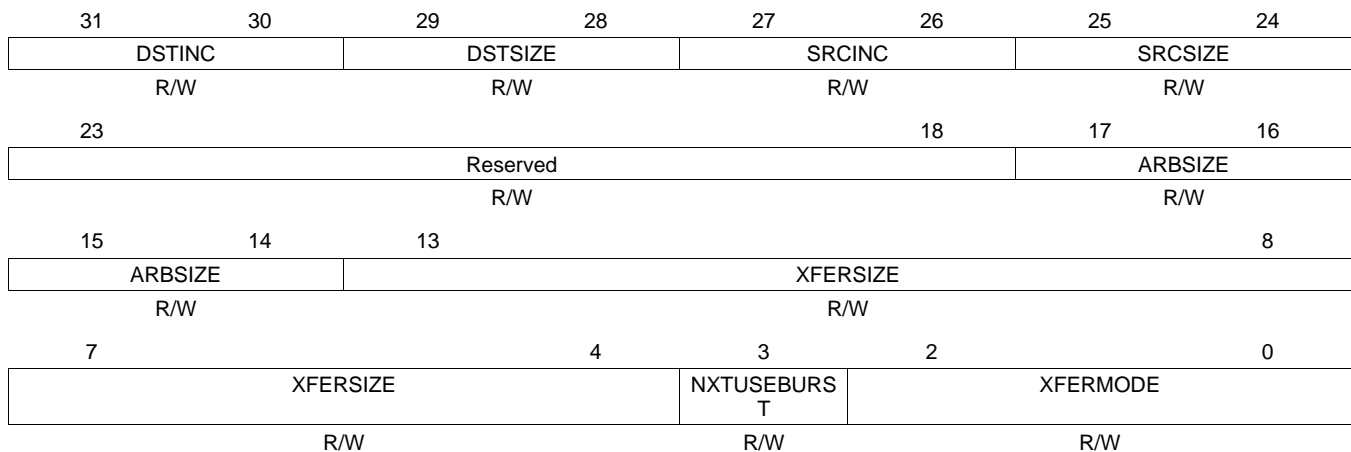 31 30 29 28 27 26 25 24
DSTINC DSTSIZE SRCINC SRCSIZE
R/W R/W R/W R/W
23 18 17 16
Reserved ARBSIZE
R/W R/W
15 14 13 8
ARBSIZE XFERSIZE
R/W R/W
7 4 3 2 0
XFERSIZE NXTUSEBURS XFERMODE
T
R/W R/W R/W